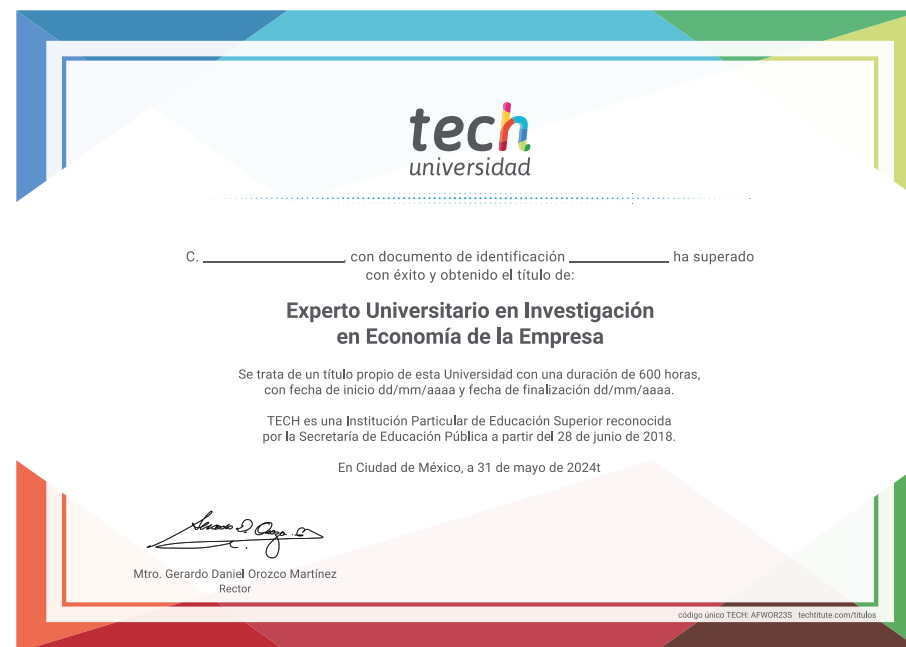 tech
universidad
C. ____________________, con documento de identificación ______________ ha superado
con éxito y obtenido el título de:
Experto Universitario en Investigación
en Economía de la Empresa
Se trata de un título propio de esta Universidad con una duración de 600 horas,
con fecha de inicio dd/mm/aaaa y fecha de finalización dd/mm/aaaa.
TECH es una Institución Particular de Educación Superior reconocida
por la Secretaría de Educación Pública a partir del 28 de junio de 2018.
En Ciudad de México, a 31 de mayo de 2024t
Mtro. Gerardo Daniel Orozco Martínez
Rector
código único TECH: AFWOR23S techtitute.com/titulos